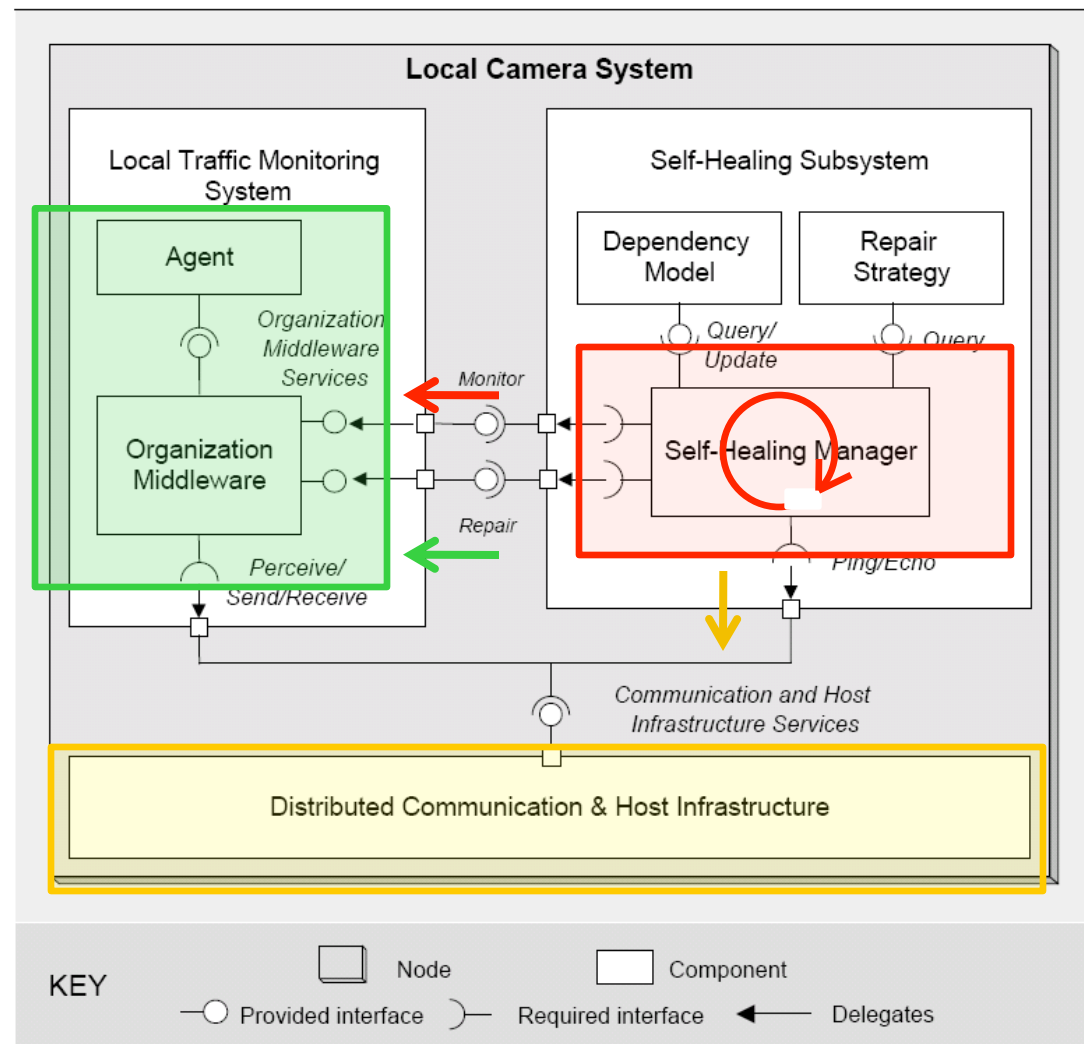 Local Camera System
Local Traffic Monitoring
System
Self-Healing Subsystem
Agent
Dependency
Model
Repair
Strategy
Organization
Middleware
Services
Query/
Update
Query
Monitor
Organization
Middleware
Self-Healing Manager
Repair
Perceive/
Send/Receive
Ping/Echo
Communication and Host
Infrastructure Services
Distributed Communication & Host Infrastructure
KEY
Node
Component
Provided interface
Required interface
Delegates